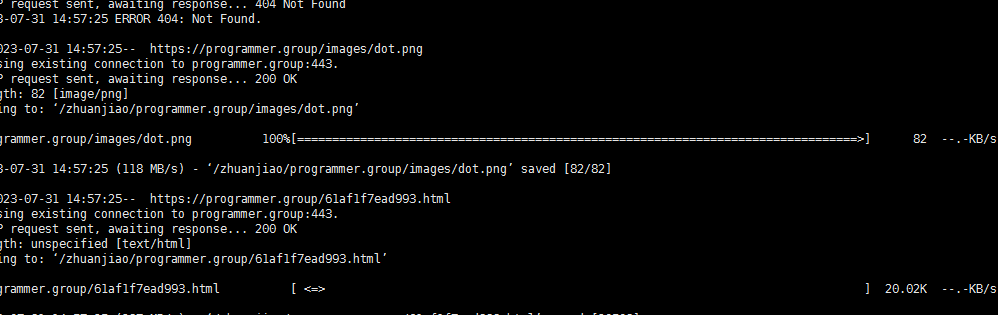 P request sent, awaiting response... 404 Not Found
3-07-31 14:57:25 ERROR 404: Not Found.
023-07-31 14:57:25-- https://programmer.group/images/dot.png
sing existing connection to programmer.group:443.
P request sent, awaiting response... 200 OK
gth: 82 [image/png]
ing to: ‘/zhuanjiao/programmer.group/images/dot.png’
grammer.group/images/dot.png 100%[================================================================================>] 82 --.-KB/s
3-07-31 14:57:25 (118 MB/s) - ‘/zhuanjiao/programmer.group/images/dot.png’ saved [82/82]
023-07-31 14:57:25-- https://programmer.group/61af1f7ead993.html
sing existing connection to programmer.group:443.
P request sent, awaiting response... 200 OK
gth: unspecified [text/html]
ing to: ‘/zhuanjiao/programmer.group/61af1f7ead993.html’
grammer.group/61af1f7ead993.html [ <=> ] 20.02K --.-KB/s